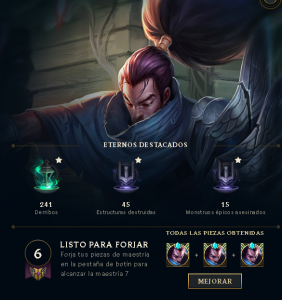 ETERNOS DESTACADOS
241
45
15
Derribos
Estructuras destruidas
Monstruos épicos asesinados
TODAS LAS PIEZAS OBTENIDAS
6
LISTO PARA FORJAR
Forja tus piezas de maestría
en la pestaña de botín para
alcanzar la maestría 7
+ +
MEJORAR